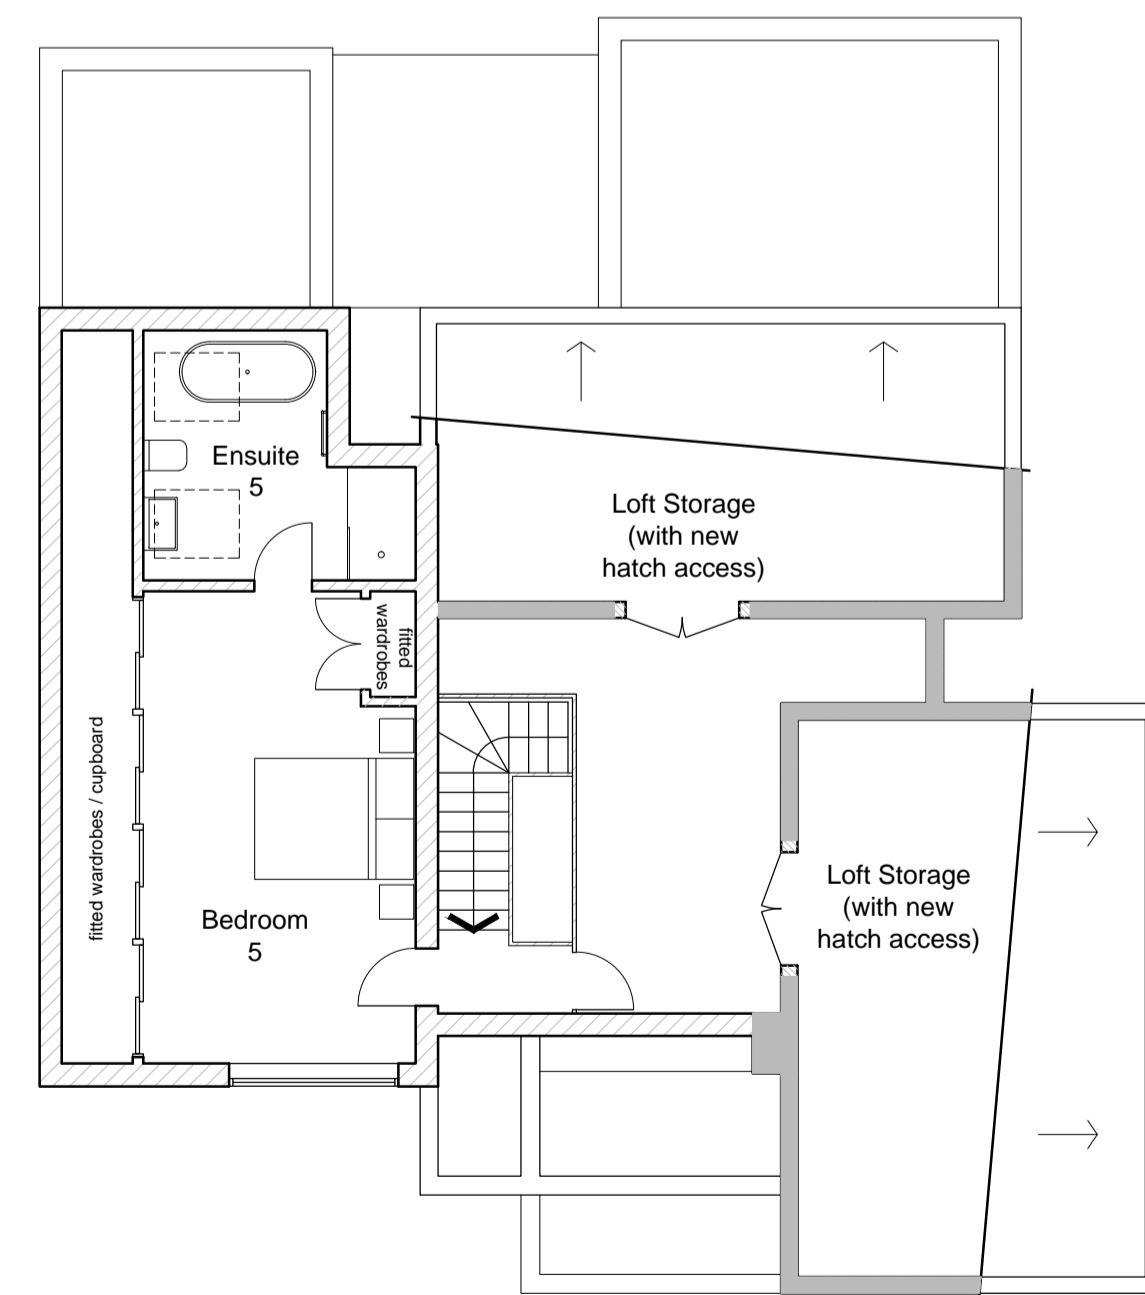 Ensuite
5
Loft Storage
(with new
hatch access)
fitted
wardrobes
fitted wardrobes / cupboard
Bedroom
5
Loft Storage
(with new
hatch access)